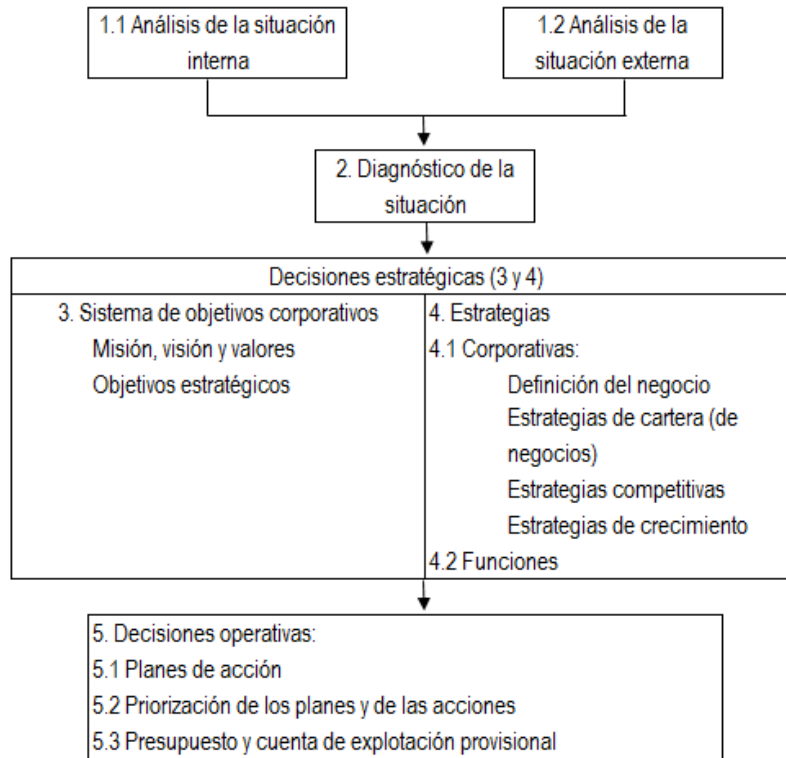 1.1 Análisis de la situación
interna
1.2 Análisis de la
situación externa
2. Diagnóstico de la
situación
Decisiones estratégicas (3 y 4)
3. Sistema de objetivos corporativos
Misión, visión y valores
Objetivos estratégicos
4. Estrategias
4.1 Corporativas:
Definición del negocio
Estrategias de cartera (de
negocios)
Estrategias competitivas
Estrategias de crecimiento
4.2 Funciones
5. Decisiones operativas:
5.1 Planes de acción
5.2 Priorización de los planes y de las acciones
5.3 Presupuesto y cuenta de explotación provisional